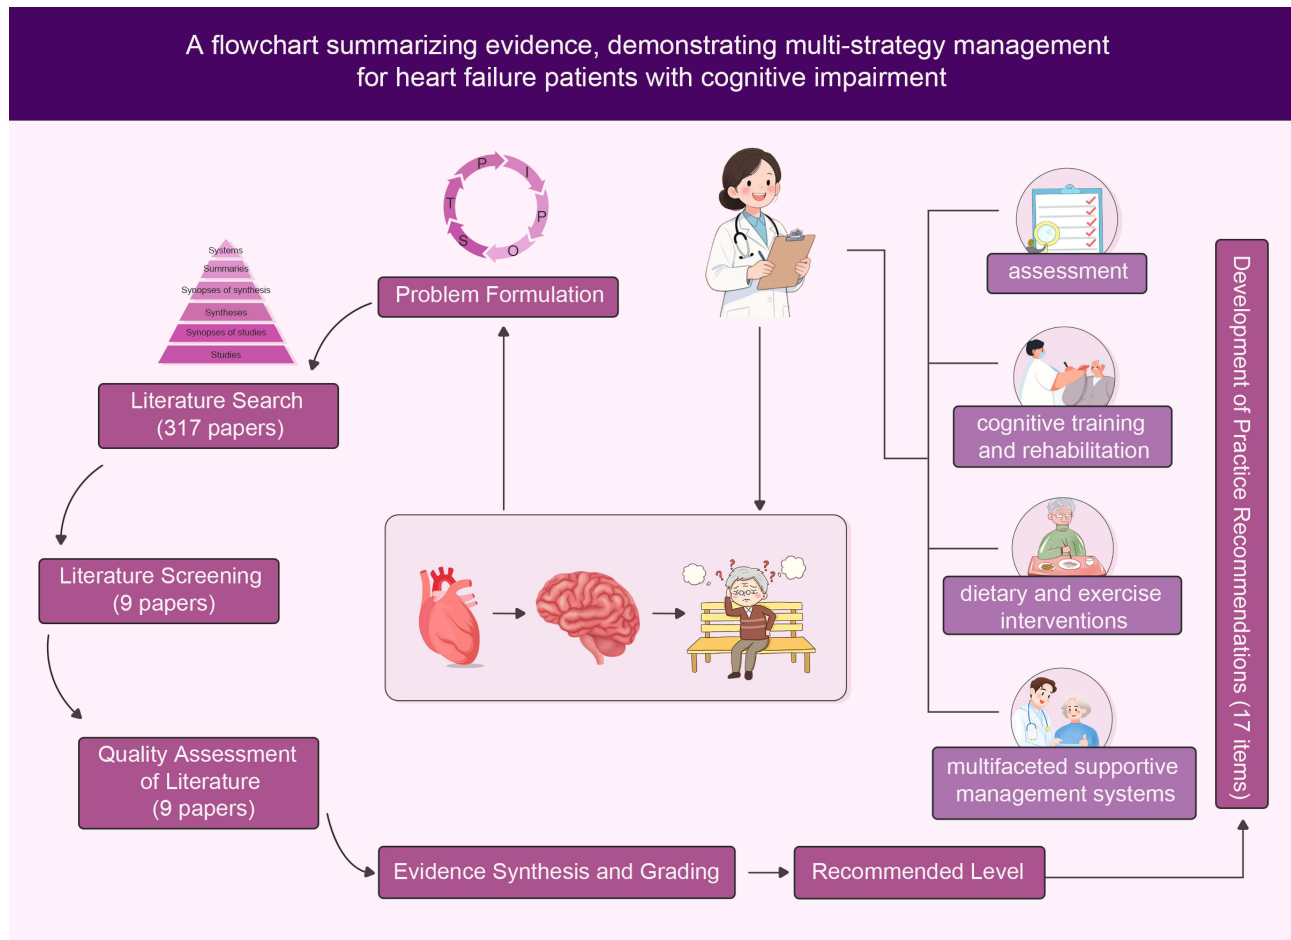 A flowchart summarizing evidence, demonstrating multi-strategy management
for heart failure patients with cognitive impairment
P
I
P
O
S
T
Problem Formulation
Systems
Summaries
Synopses of synthesis
Syntheses
Synopses of studies
Studies
Literature Search
(317 papers)
Literature Screening
(9 papers)
Quality Assessment
of Literature
(9 papers)
Evidence Synthesis and Grading
Recommended Level
? ? ? ? ?
assessment
cognitive training
and rehabilitation
dietary and exercise
interventions
multifaceted supportive
management systems
Development of Practice Recommendations (17 items)